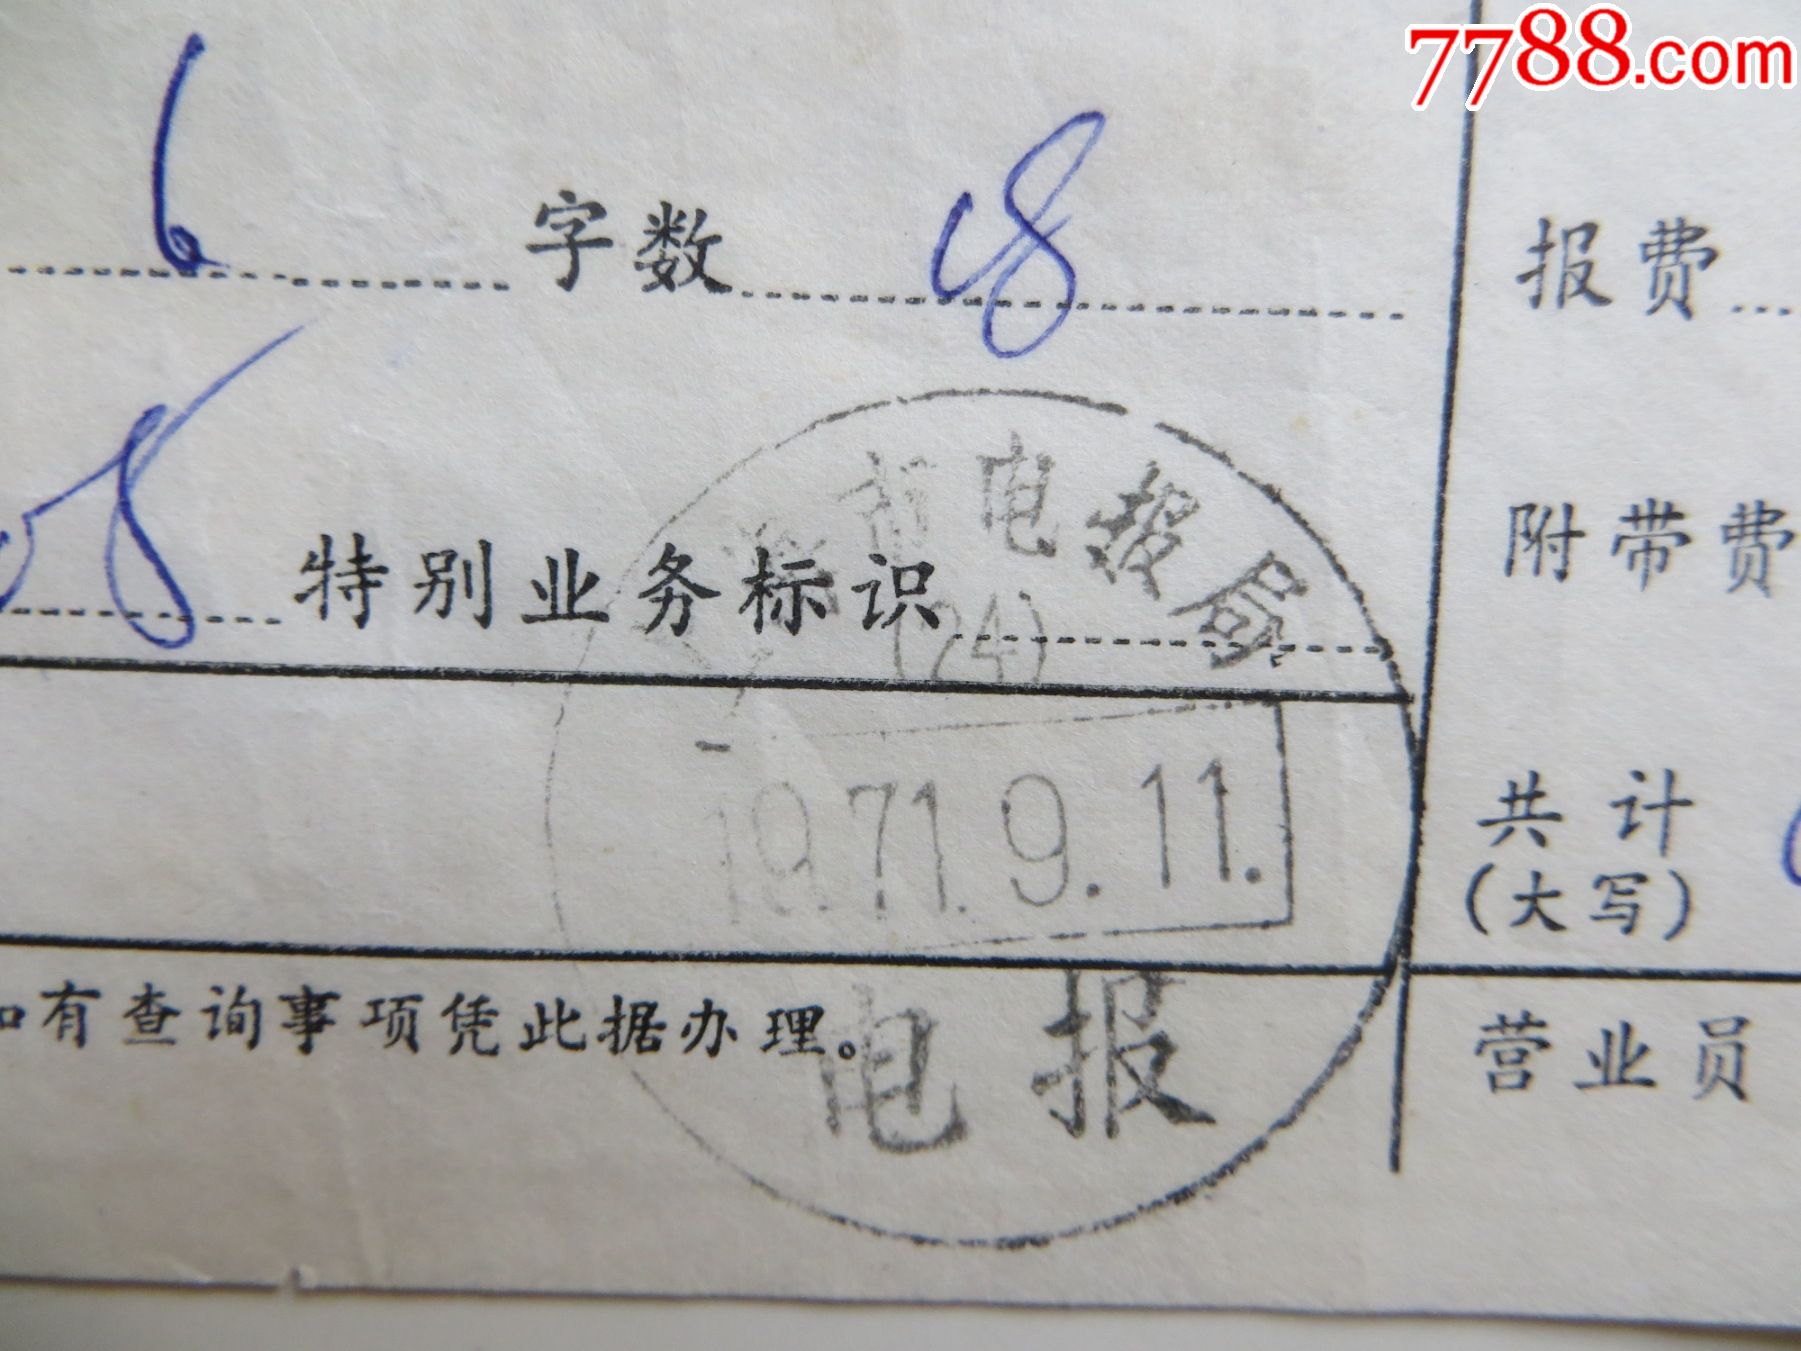 7788.com
6 字数 18 报费
特别业务标识 附带费
市电报局
(24)
1971.9.11.
电报
共计
(大写)
有查询事项凭此据办理。 营业员